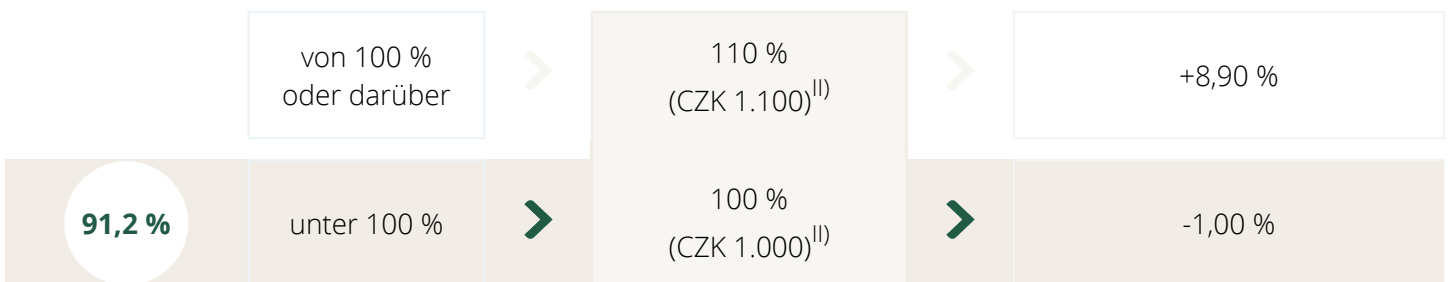 von 100 %
oder darüber
110 %
(CZK 1.100)II)
+8,90 %
91,2 %
unter 100 %
100 %
(CZK 1.000)II)
-1,00 %